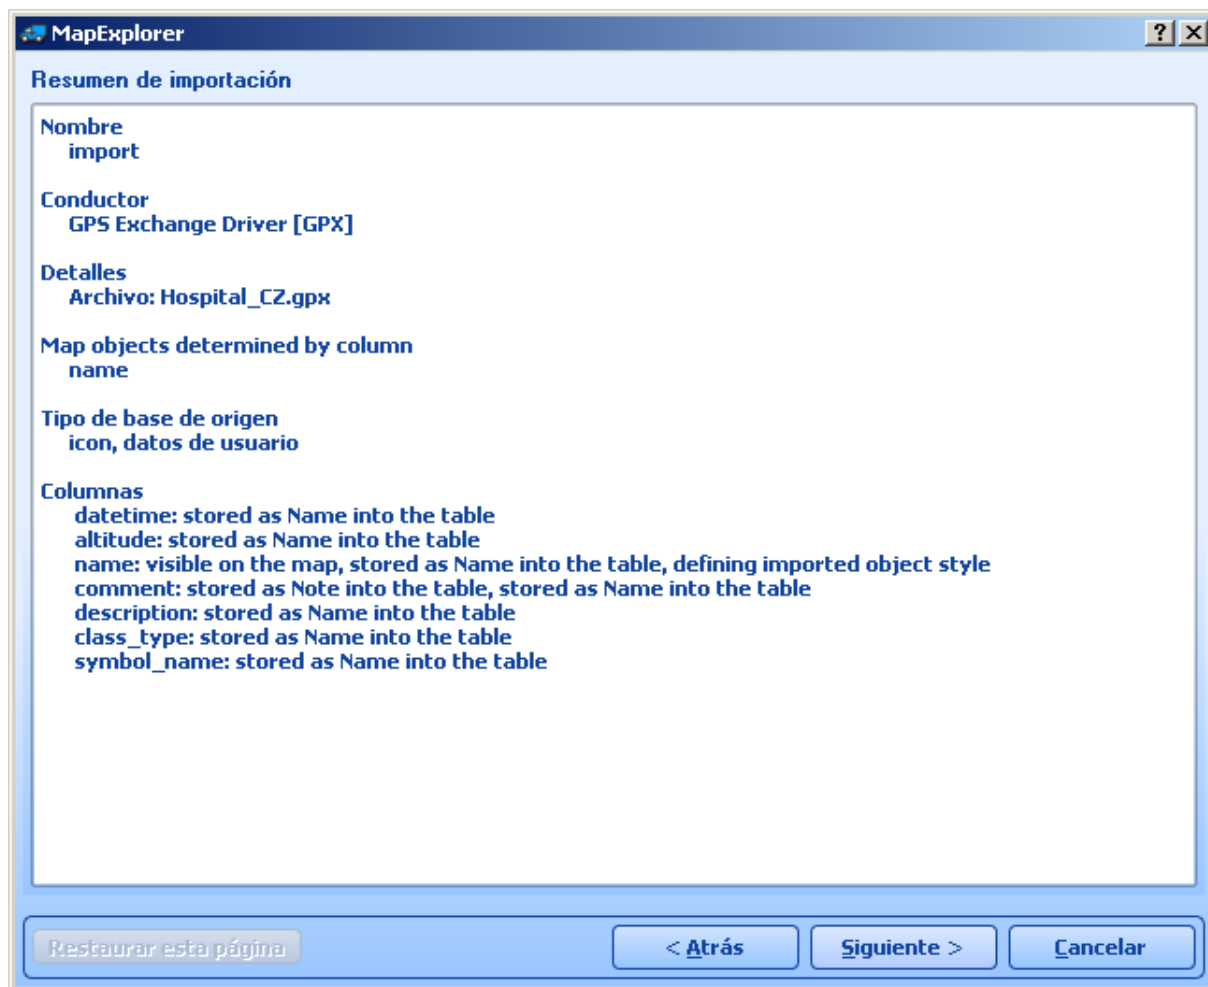 MapExplorer
Resumen de importación
Nombre
import
Conductor
GPS Exchange Driver [GPX]
Detalles
Archivo: Hospital_CZ.gpx
Map objects determined by column
name
Tipo de base de origen
icon, datos de usuario
Columnas
datetime: stored as Name into the table
altitude: stored as Name into the table
name: visible on the map, stored as Name into the table, defining imported object style
comment: stored as Note into the table, stored as Name into the table
description: stored as Name into the table
class_type: stored as Name into the table
symbol_name: stored as Name into the table
Restaurar esta página < Atrás Siguiente > Cancelar